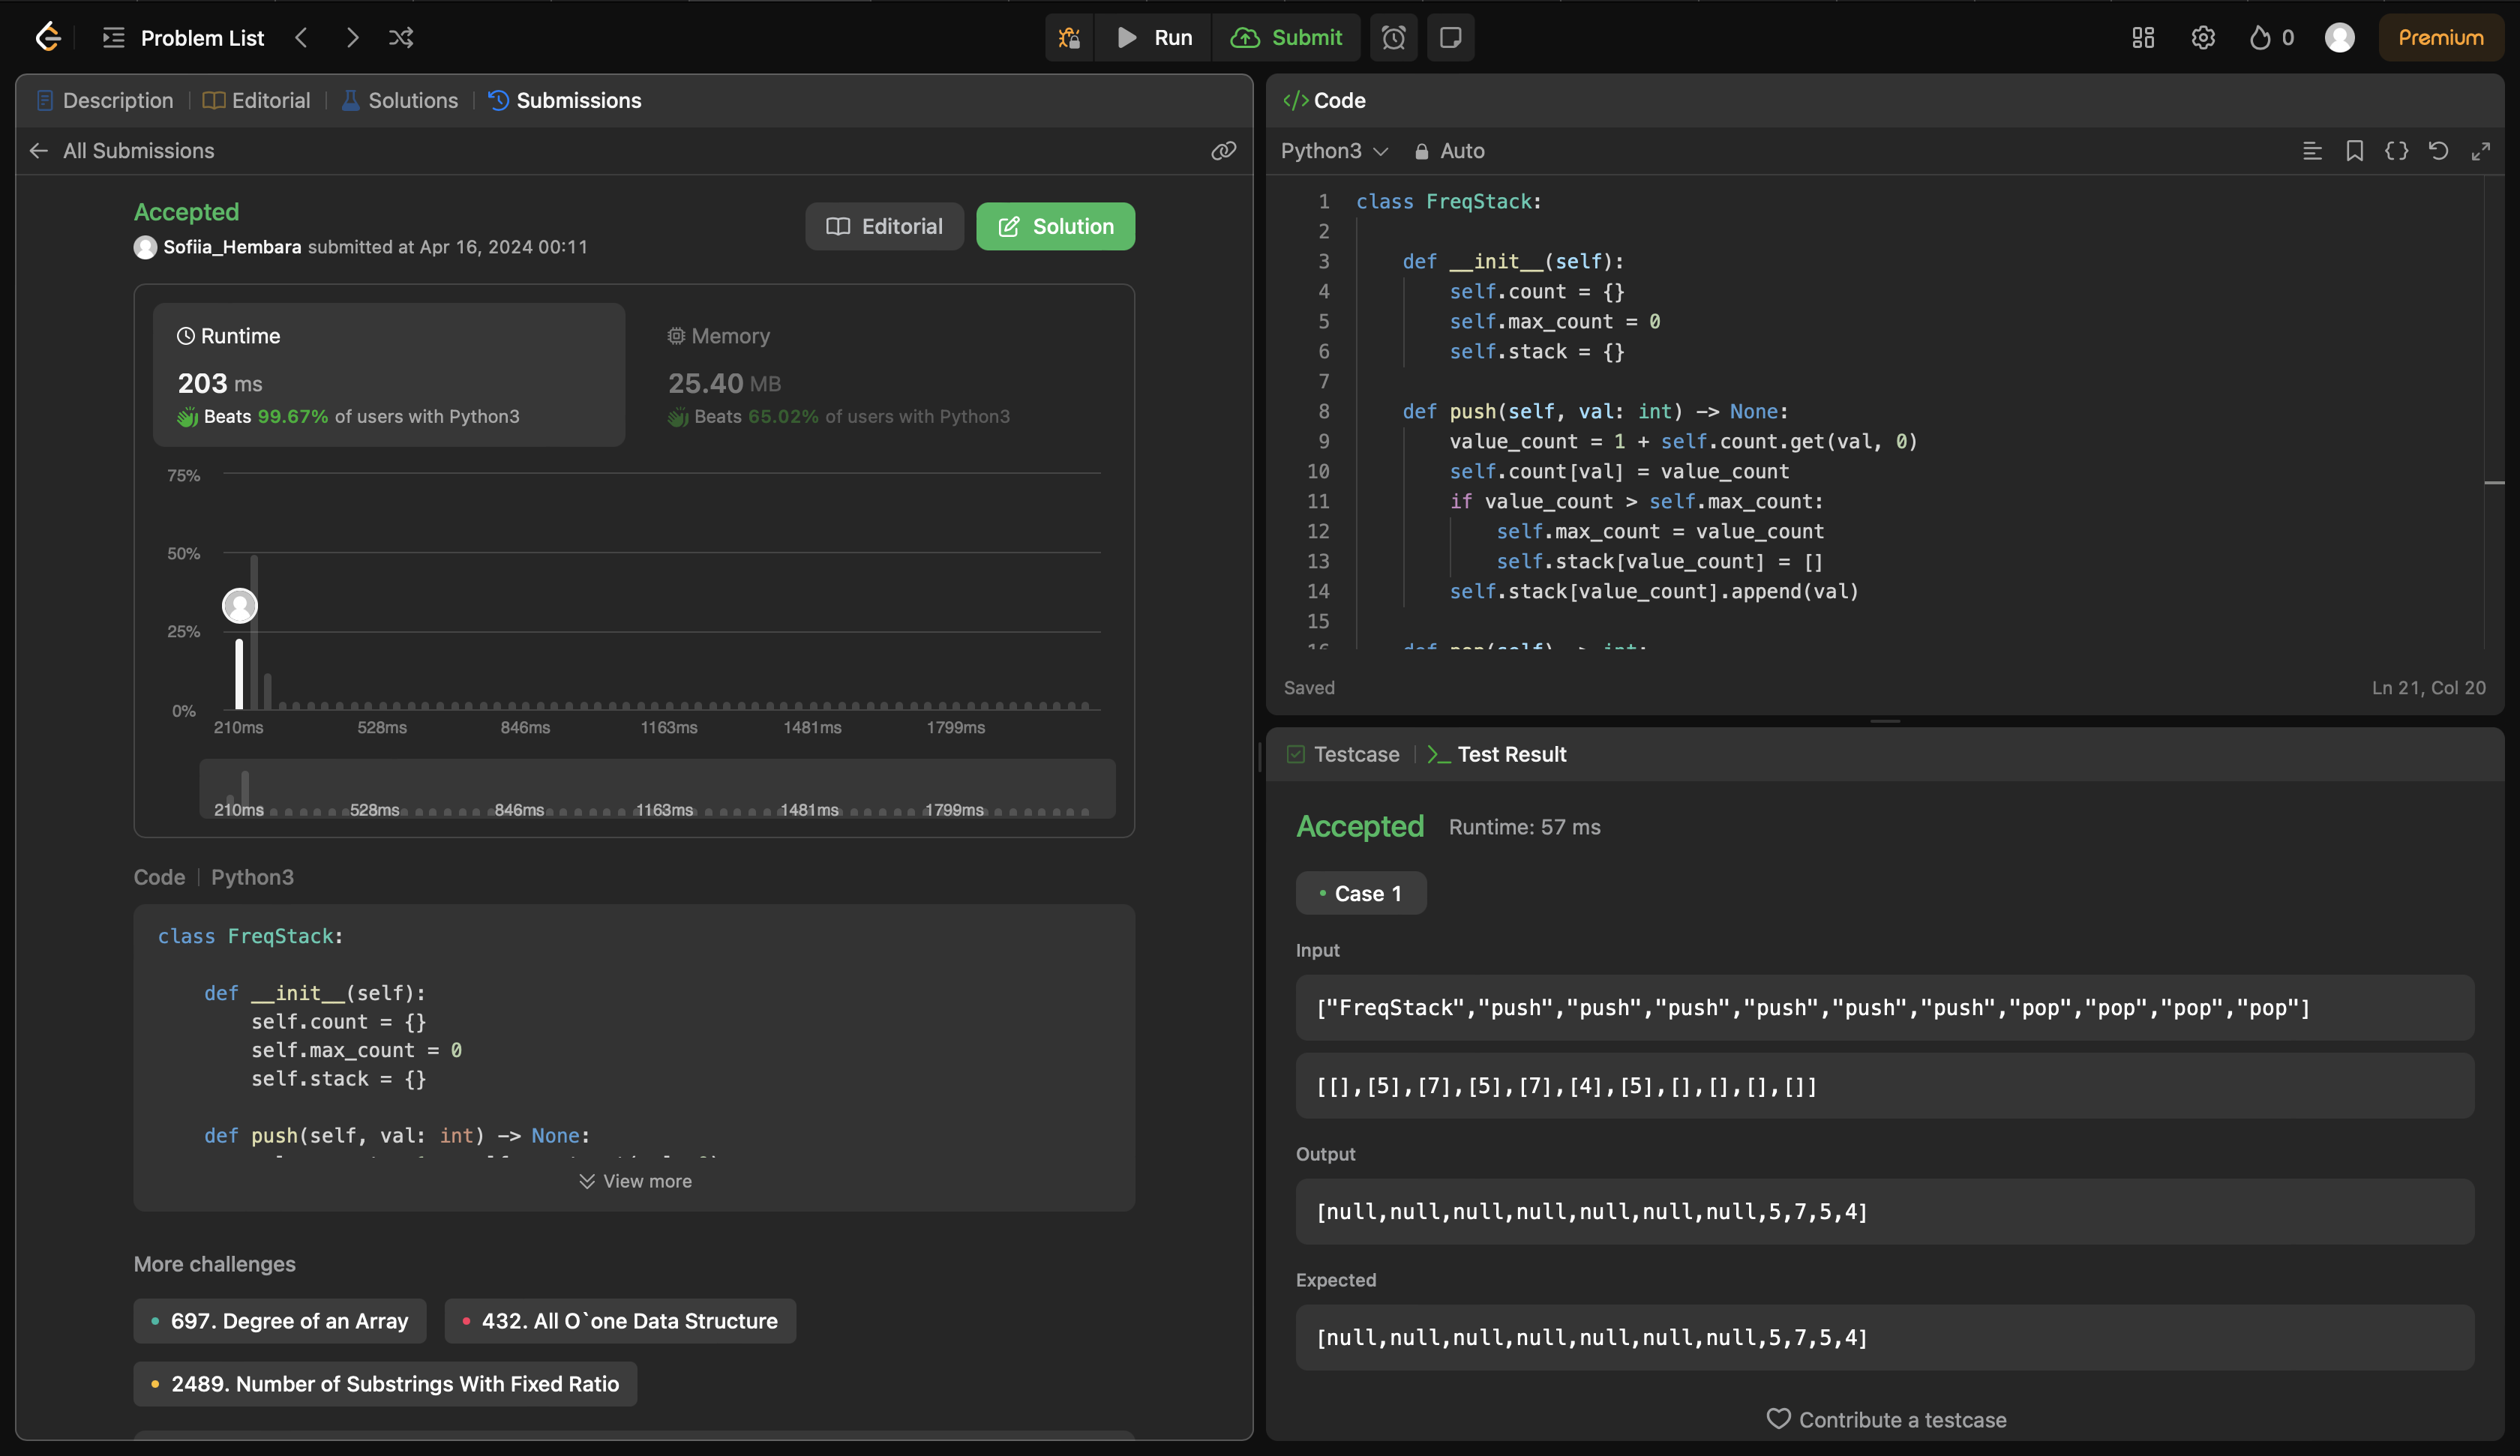 Problem List
Run
Submit
0
Premium
Description
Editorial
Solutions
Submissions
All Submissions
Accepted
Sofiia_Hembara submitted at Apr 16, 2024 00:11
Editorial
Solution
Runtime
203 ms
Beats 99.67% of users with Python3
Memory
25.40 MB
Beats 65.02% of users with Python3
75%
50%
25%
0%
210ms 528ms 846ms 1163ms 1481ms 1799ms
210ms 528ms 846ms 1163ms 1481ms 1799ms
Code | Python3
class FreqStack:
def __init__(self):
self.count = {}
self.max_count = 0
self.stack = {}
def push(self, val: int) -> None:
View more
More challenges
697. Degree of an Array
432. All O`one Data Structure
2489. Number of Substrings With Fixed Ratio
</> Code
Python3
Auto
1 class FreqStack:
2
3 def __init__(self):
4 self.count = {}
5 self.max_count = 0
6 self.stack = {}
7
8 def push(self, val: int) -> None:
9 value_count = 1 + self.count.get(val, 0)
10 self.count[val] = value_count
11 if value_count > self.max_count:
12 self.max_count = value_count
13 self.stack[value_count] = []
14 self.stack[value_count].append(val)
15
16 def pop(self) -> int:
Saved
Ln 21, Col 20
Testcase
Test Result
Accepted
Runtime: 57 ms
Case 1
Input
["FreqStack","push","push","push","push","push","push","pop","pop","pop","pop"]
[[],[5],[7],[5],[7],[4],[5],[],[],[],[]]
Output
[null,null,null,null,null,null,null,5,7,5,4]
Expected
[null,null,null,null,null,null,null,5,7,5,4]
Contribute a testcase